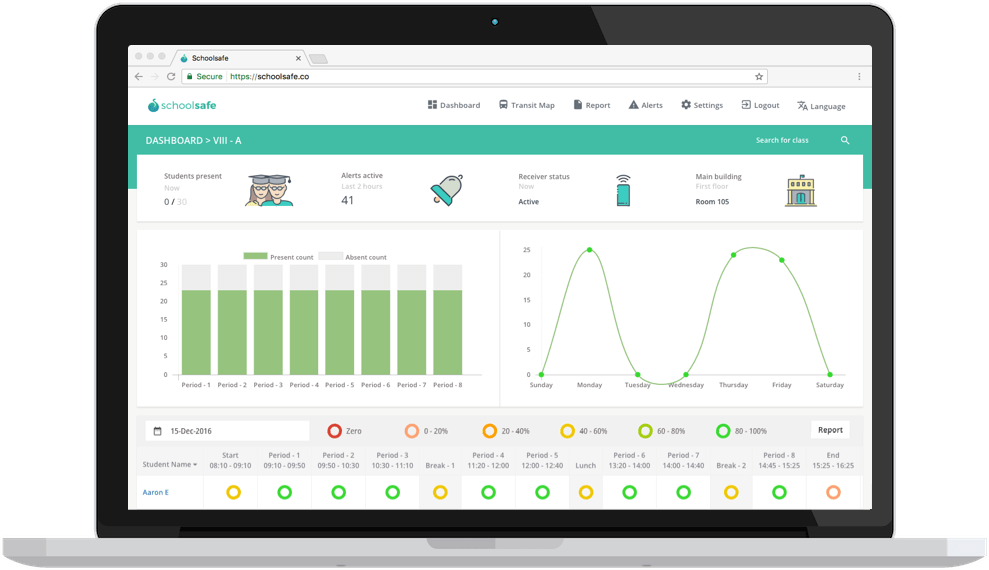 Schoolsafe
Secure https://schoolsafe.co
schoolsafe Dashboard Transit Map Report Alerts Settings Logout Language
DASHBOARD > VIII - A Search for class
Students present
Now
0 / 30
Alerts active
Last 2 hours
41
Receiver status
Now
Active
Main building
First floor
Room 105
Present count Absent count
30
25
20
15
10
5
0
Period - 1 Period - 2 Period - 3 Period - 4 Period - 5 Period - 6 Period - 7 Period - 8
25
20
15
10
5
0
Sunday Monday Tuesday Wednesday Thursday Friday Saturday
15-Dec-2016 Zero 0 - 20% 20 - 40% 40 - 60% 60 - 80% 80 - 100% Report
Student Name
Start
08:10 - 09:10
Period - 1
09:10 - 09:50
Period - 2
09:50 - 10:30
Period - 3
10:30 - 11:10
Break - 1
Period - 4
11:20 - 12:00
Period - 5
12:00 - 12:40
Lunch
Period - 6
13:20 - 14:00
Period - 7
14:00 - 14:40
Break - 2
Period - 8
14:45 - 15:25
End
15:25 - 16:25
Aaron E